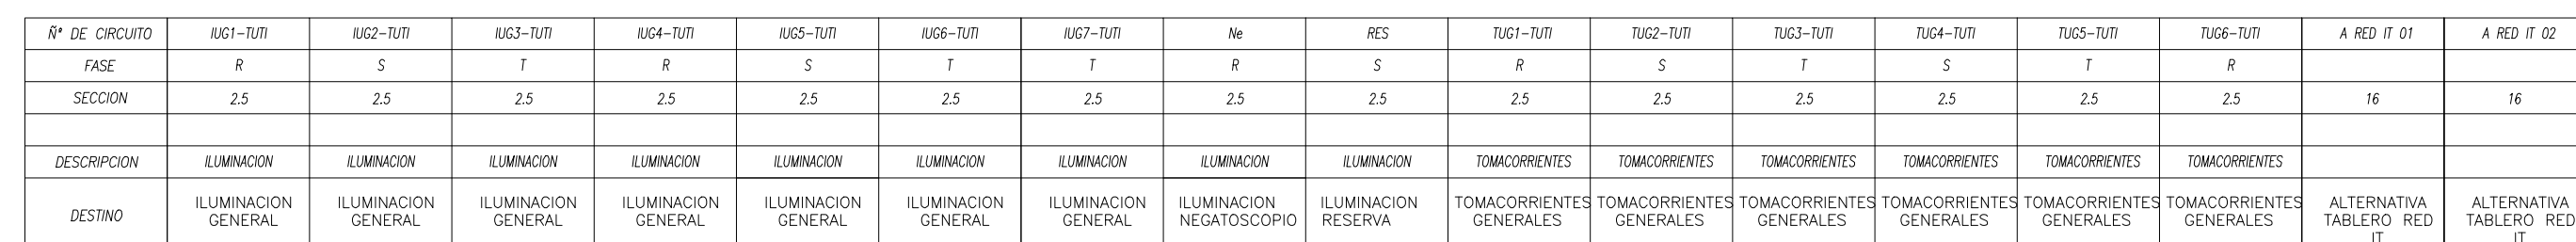 Ñº DE CIRCUITO IUG1-TUTI IUG2-TUTI IUG3-TUTI IUG4-TUTI IUG5-TUTI IUG6-TUTI IUG7-TUTI Ne RES TUG1-TUTI TUG2-TUTI TUG3-TUTI TUG4-TUTI TUG5-TUTI TUG6-TUTI A RED IT 01 A RED IT 02
FASE R S T R S T T R S R S T S T R
SECCION 2.5 2.5 2.5 2.5 2.5 2.5 2.5 2.5 2.5 2.5 2.5 2.5 2.5 2.5 2.5 16 16
DESCRIPCION ILUMINACION ILUMINACION ILUMINACION ILUMINACION ILUMINACION ILUMINACION ILUMINACION ILUMINACION ILUMINACION TOMACORRIENTES TOMACORRIENTES TOMACORRIENTES TOMACORRIENTES TOMACORRIENTES TOMACORRIENTES
ILUMINACION ILUMINACION ILUMINACION ILUMINACION ILUMINACION ILUMINACION ILUMINACION ILUMINACION ILUMINACION TOMACORRIENTES TOMACORRIENTES TOMACORRIENTES TOMACORRIENTES TOMACORRIENTES TOMACORRIENTES ALTERNATIVA ALTERNATIVA
DESTINO GENERAL GENERAL GENERAL GENERAL GENERAL GENERAL GENERAL NEGATOSCOPIO RESERVA GENERALES GENERALES GENERALES GENERALES GENERALES GENERALES TABLERO RED TABLERO RED
IT IT